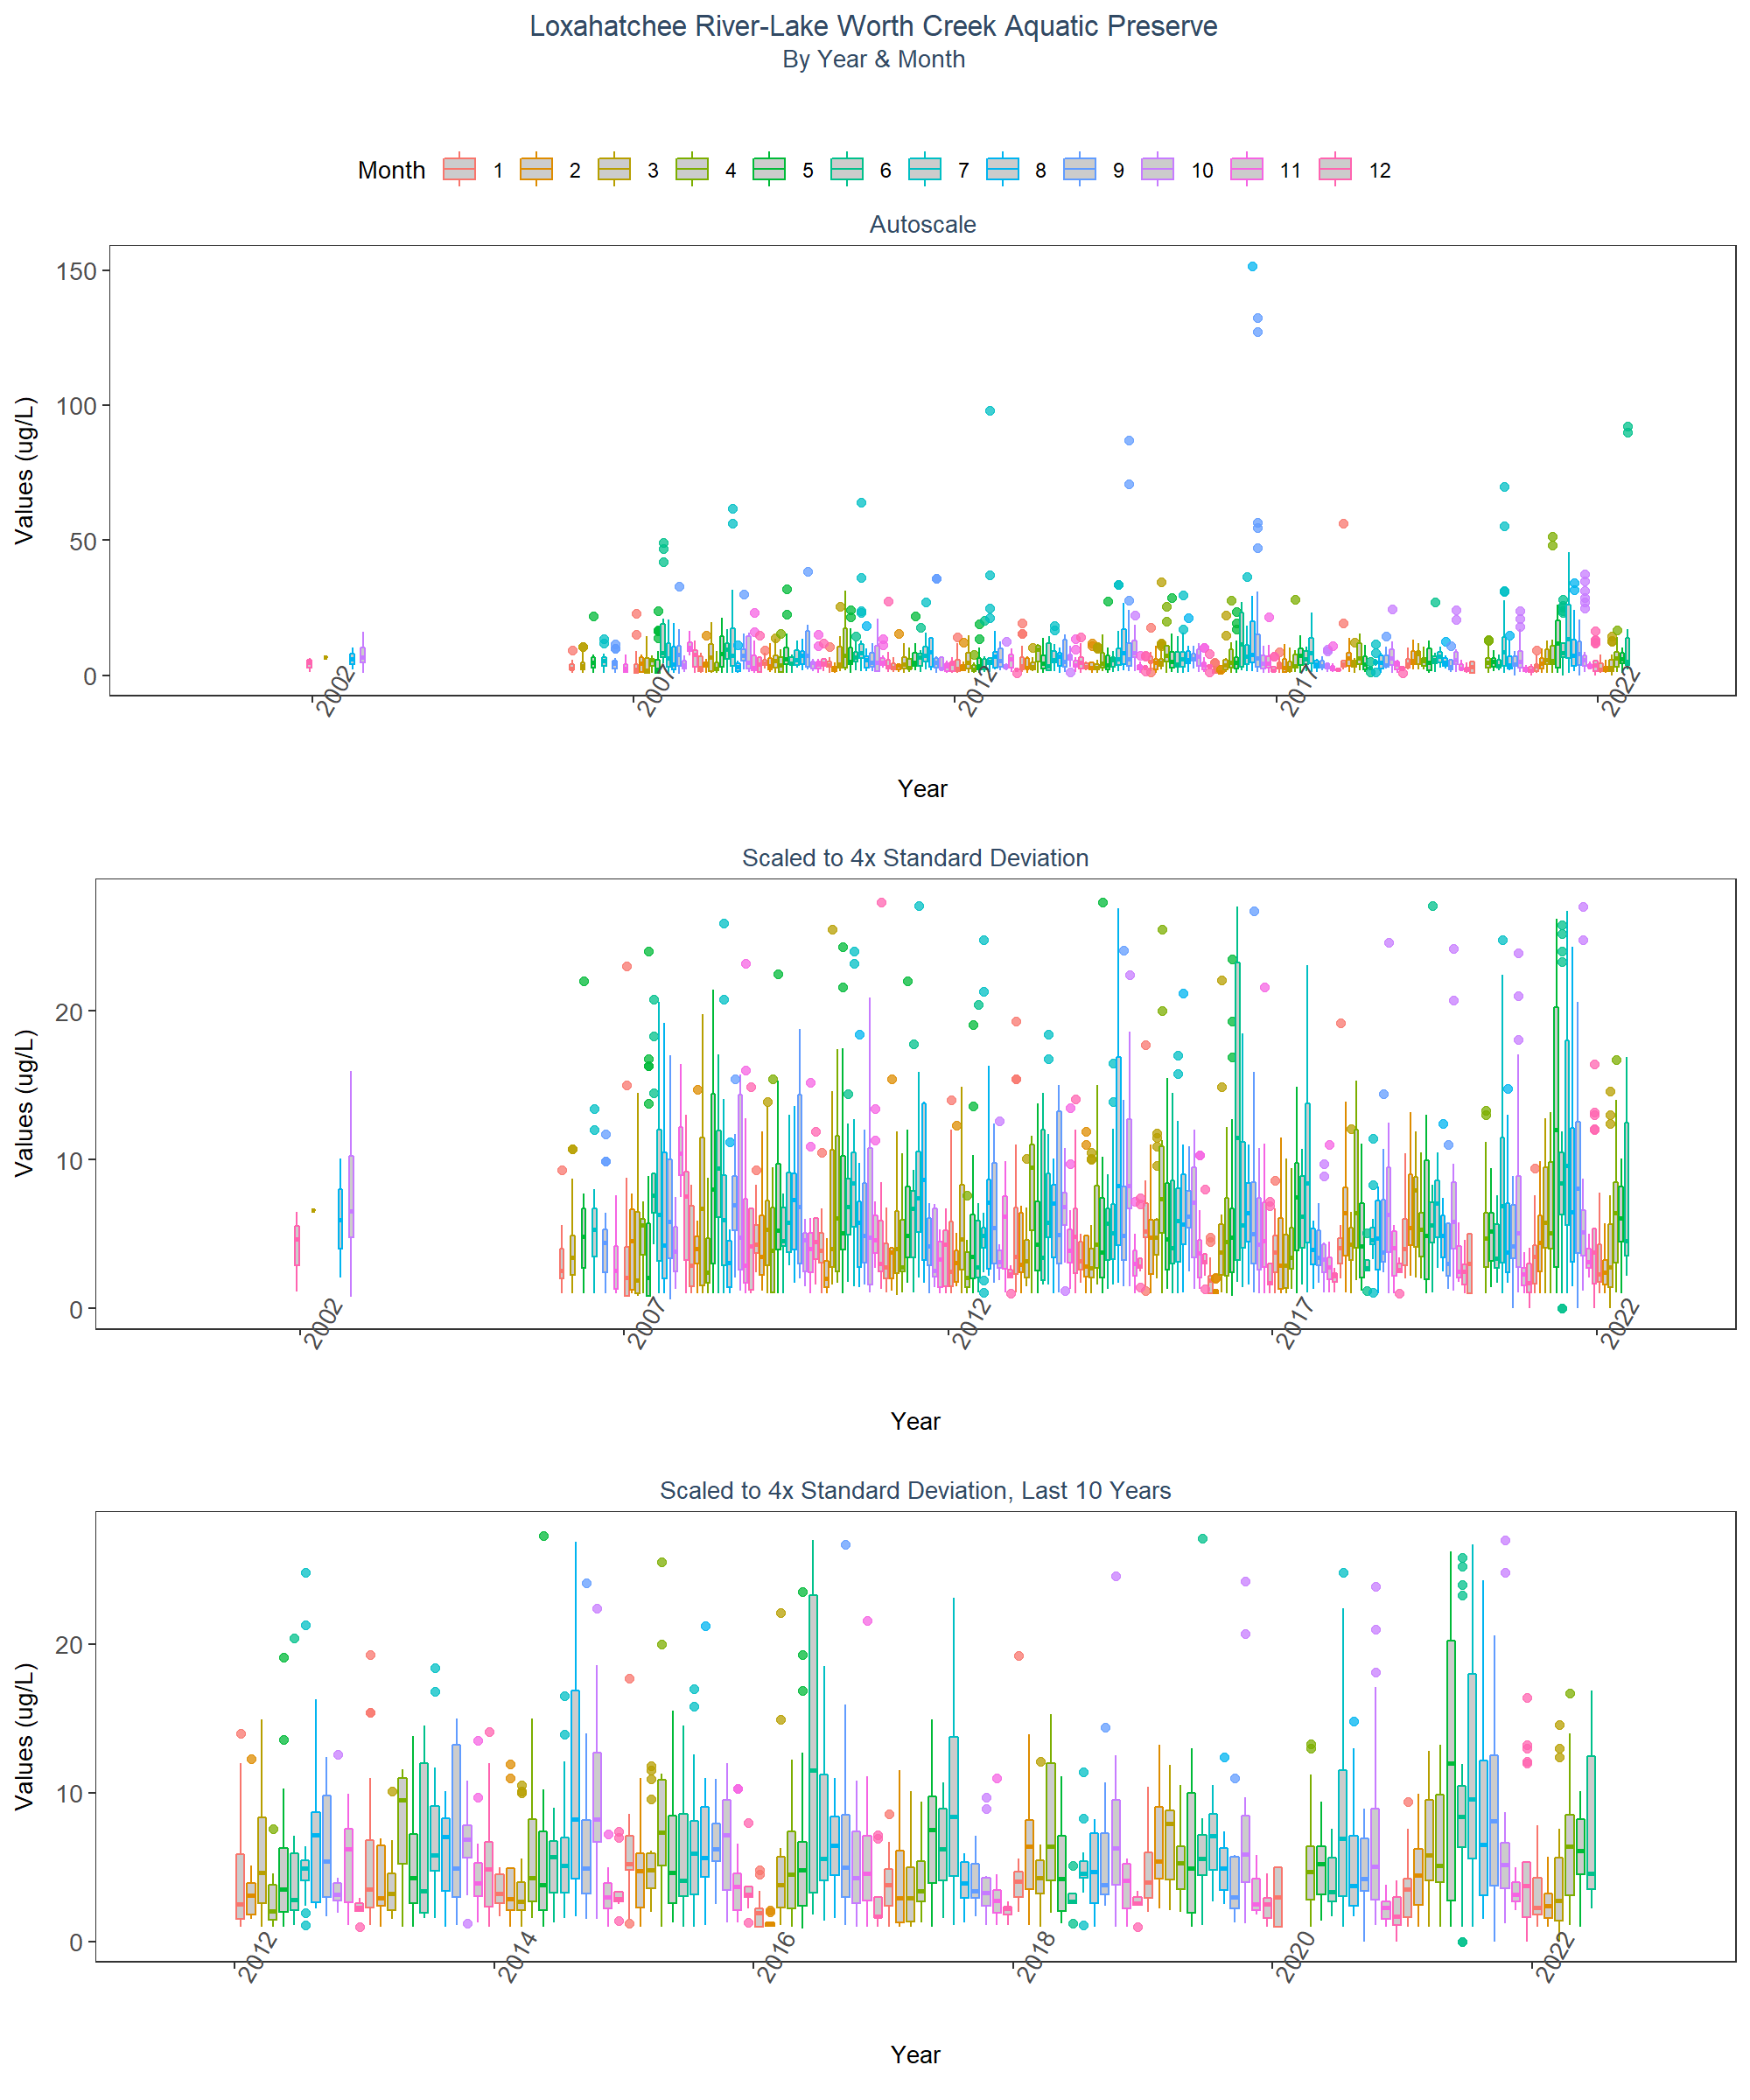 Loxahatchee River-Lake Worth Creek Aquatic Preserve
By Year & Month
Month 1 2 3 4 5 6 7 8 9 10 11 12
Autoscale
Values (ug/L)
150
100
50
0
2002 2007 2012 2017 2022
Year
Scaled to 4x Standard Deviation
Values (ug/L)
20
10
0
2002 2007 2012 2017 2022
Year
Scaled to 4x Standard Deviation, Last 10 Years
Values (ug/L)
20
10
0
2012 2014 2016 2018 2020 2022
Year